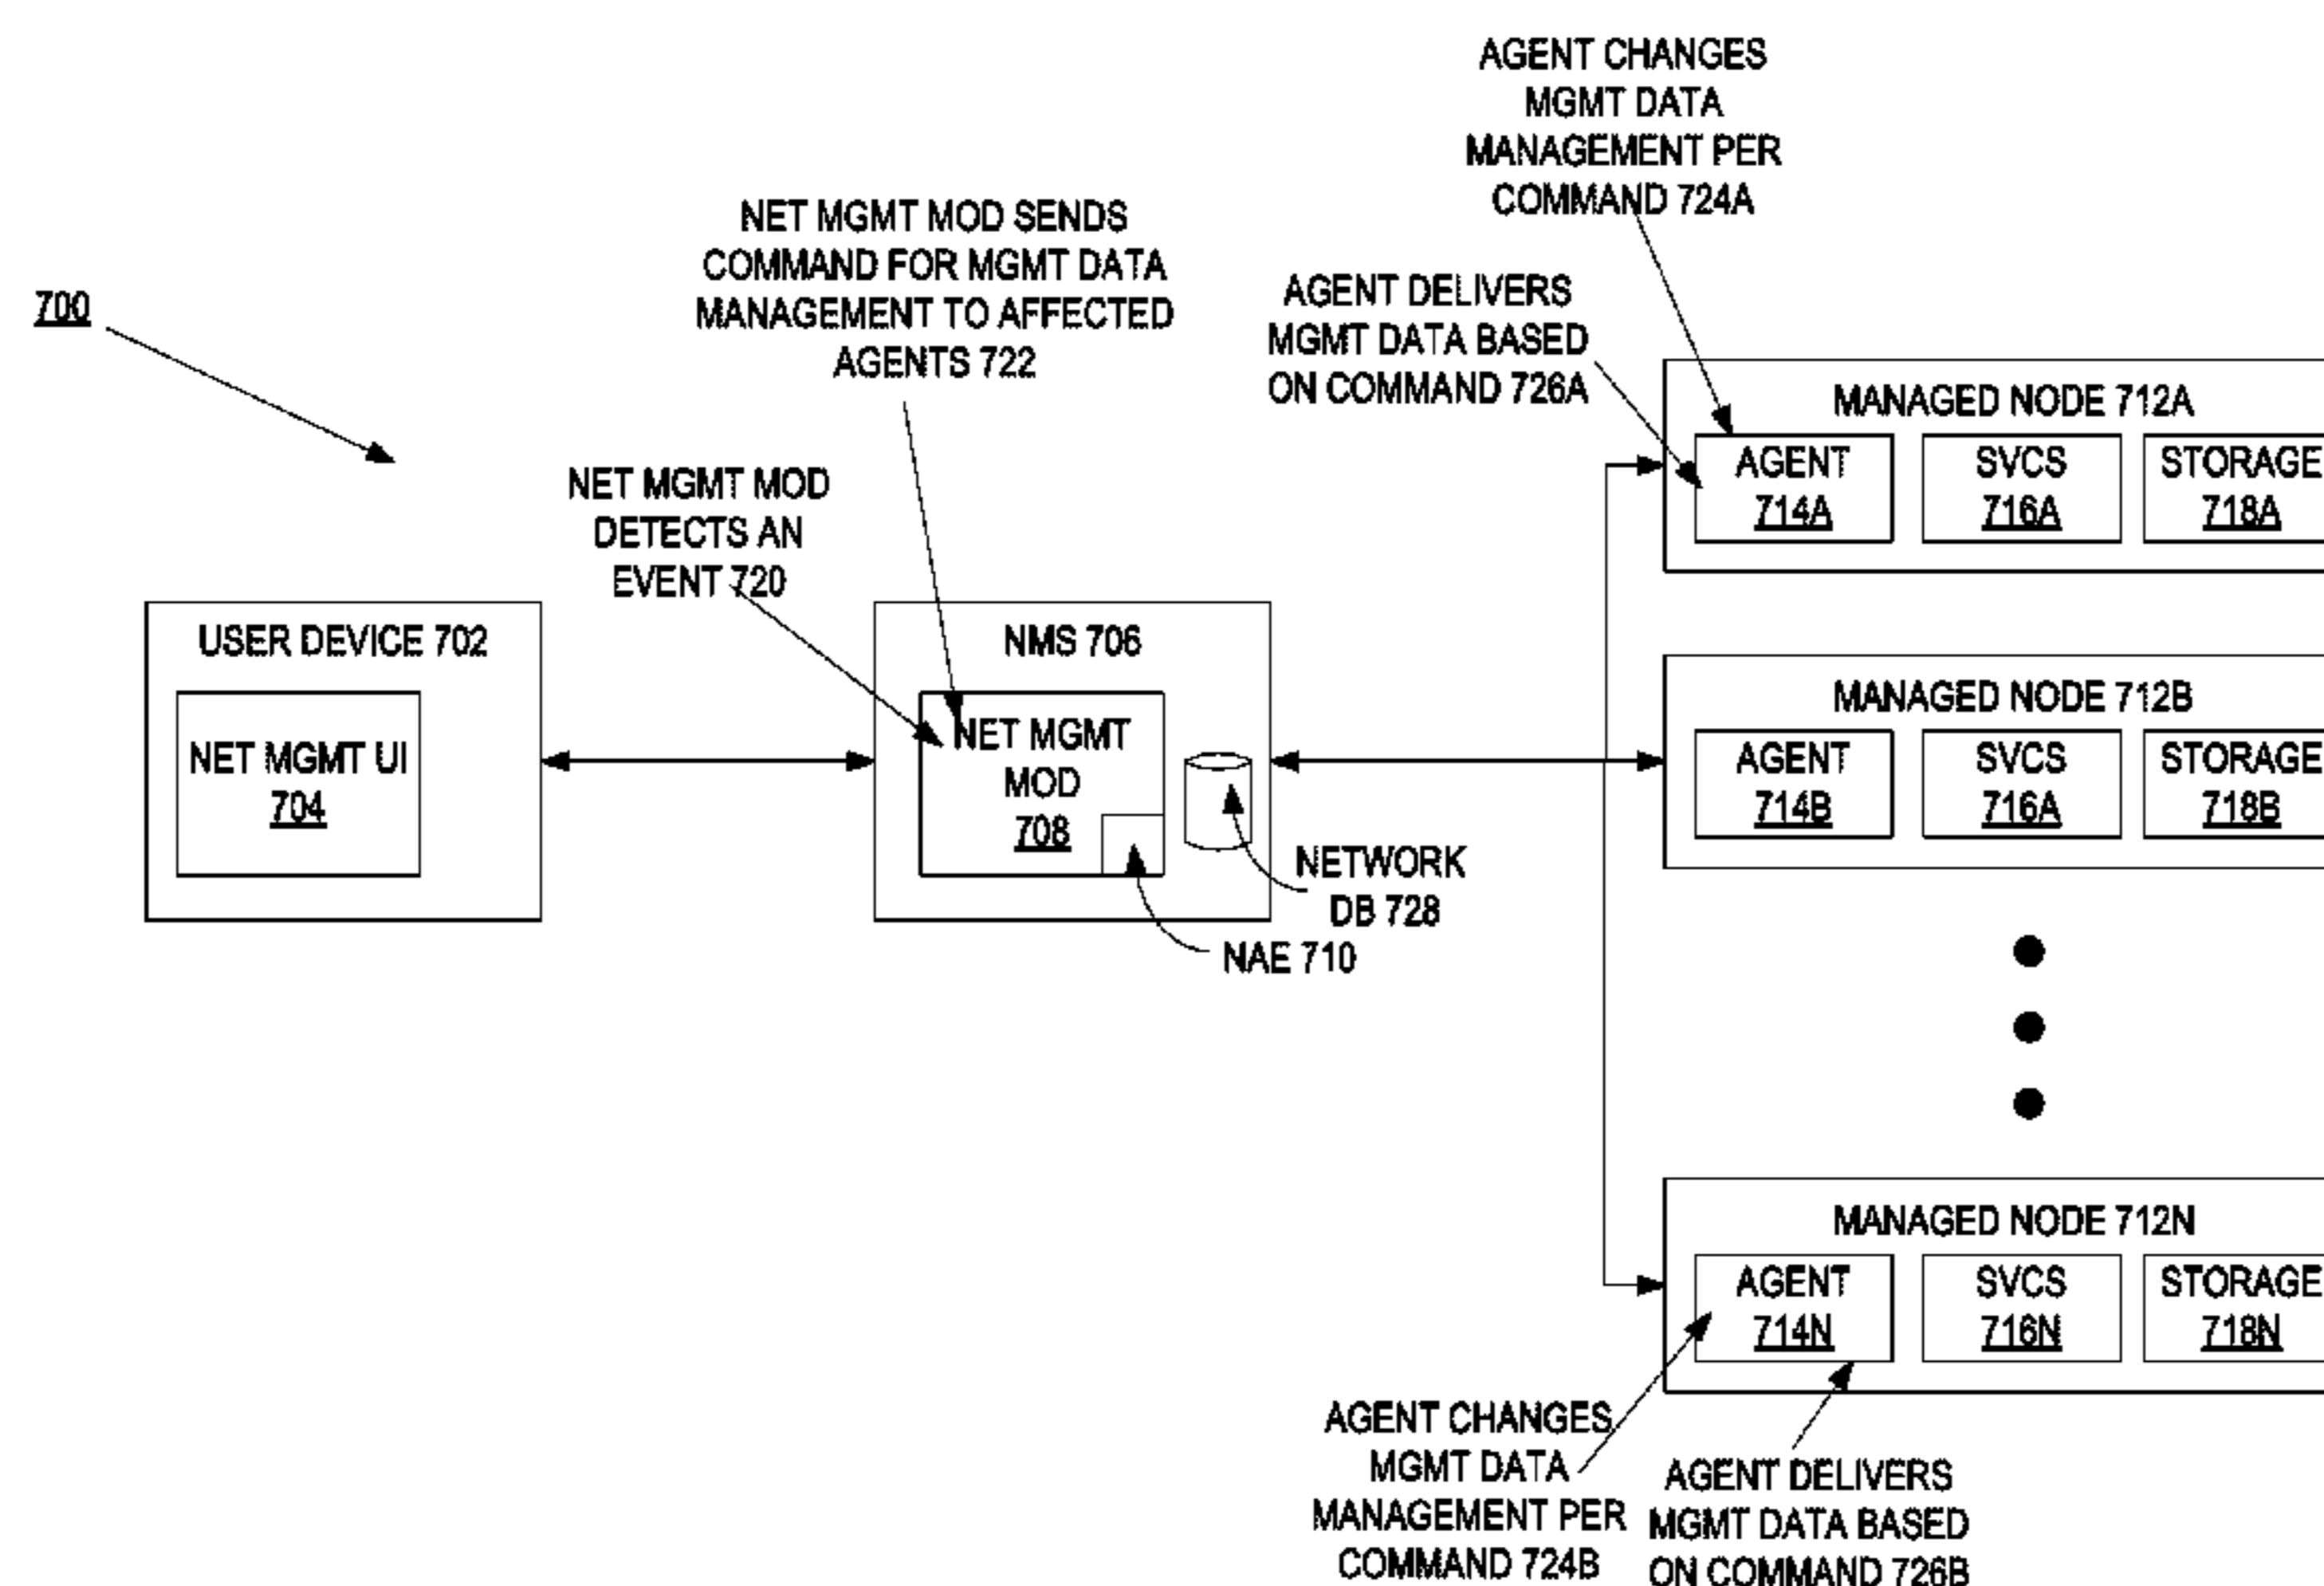 700
AGENT CHANGES
MGMT DATA
MANAGEMENT PER
COMMAND 724A
NET MGMT MOD SENDS
COMMAND FOR MGMT DATA
MANAGEMENT TO AFFECTED
AGENTS 722
AGENT DELIVERS
MGMT DATA BASED
ON COMMAND 726A
NET MGMT MOD
DETECTS AN
EVENT 720
USER DEVICE 702
NET MGMT UI
704
NMS 706
NET MGMT
MOD
708
NETWORK
DB 728
NAE 710
MANAGED NODE 712A
AGENT
714A
SVCS
716A
STORAGE
718A
MANAGED NODE 712B
AGENT
714B
SVCS
716A
STORAGE
718B
MANAGED NODE 712N
AGENT
714N
SVCS
716N
STORAGE
718N
AGENT CHANGES
MGMT DATA
MANAGEMENT PER
COMMAND 724B
AGENT DELIVERS
MGMT DATA BASED
ON COMMAND 726B